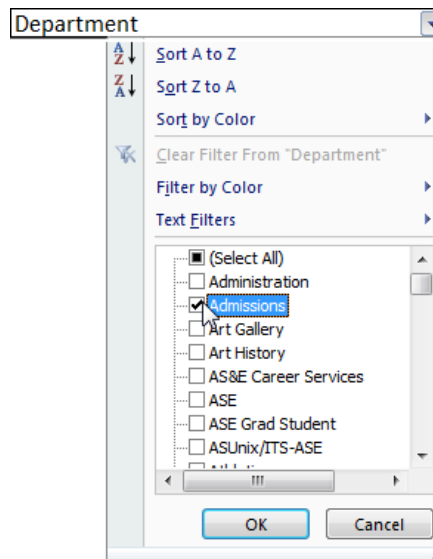 Department
Sort A to Z
Sort Z to A
Sort by Color
Clear Filter From "Department"
Filter by Color
Text Filters
(Select All)
Administration
Admissions
Art Gallery
Art History
AS&E Career Services
ASE
ASE Grad Student
ASUnix/ITS-ASE
OK Cancel